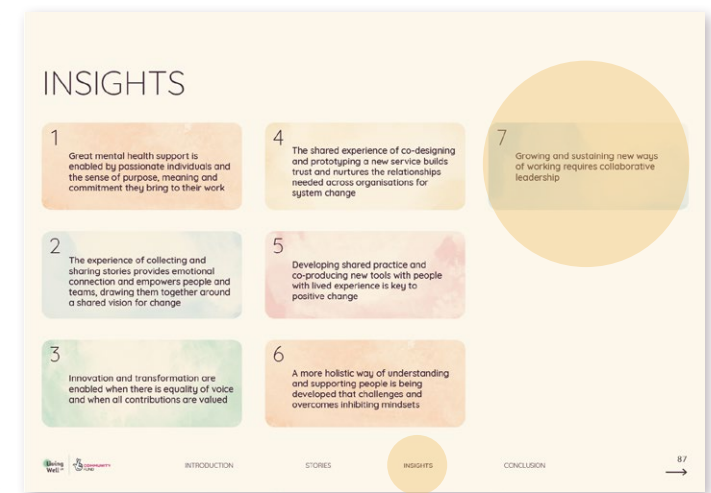 INSIGHTS
1
Great mental health support is
enabled by passionate individuals and
the sense of purpose, meaning and
commitment they bring to their work
2
The experience of collecting and
sharing stories provides emotional
connection and empowers people and
teams, drawing them together around
a shared vision for change
3
Innovation and transformation are
enabled when there is equality of voice
and when all contributions are valued
4
The shared experience of co-designing
and prototyping a new service builds
trust and nurtures the relationships
needed across organisations for
system change
5
Developing shared practice and
co-producing new tools with people
with lived experience is key to
positive change
6
A more holistic way of understanding
and supporting people is being
developed that challenges and
overcomes inhibiting mindsets
7
Growing and sustaining new ways
of working requires collaborative
leadership
Living
Well
COMMUNITY
FUND
INTRODUCTION
STORIES
INSIGHTS
CONCLUSION
87